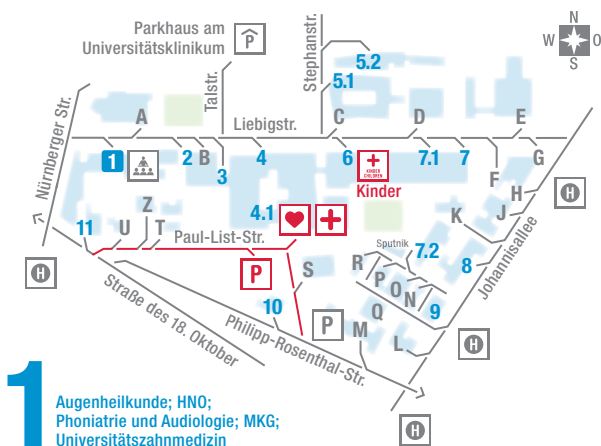 Parkhaus am
Universitätsklinikum
P
Talstr.
Stephanstr.
5.2
5.1
N
W O
S
Nürnberger Str.
A
Liebigstr.
C
D
E
1
2
B
3
4
6
KINDER
CHILDREN
Kinder
7.1
7
F
G
H
J
K
H
4.1
Z
11
U
T
Paul-List-Str.
P
S
Sputnik
7.2
R
P
O
N
Q
M
L
8
9
Johannisallee
H
H
H
10
P
Straße des 18. Oktober
Philipp-Rosenthal-Str.
1
Augenheilkunde; HNO;
Phoniatrie und Audiologie; MKG;
Universitätszahnmedizin